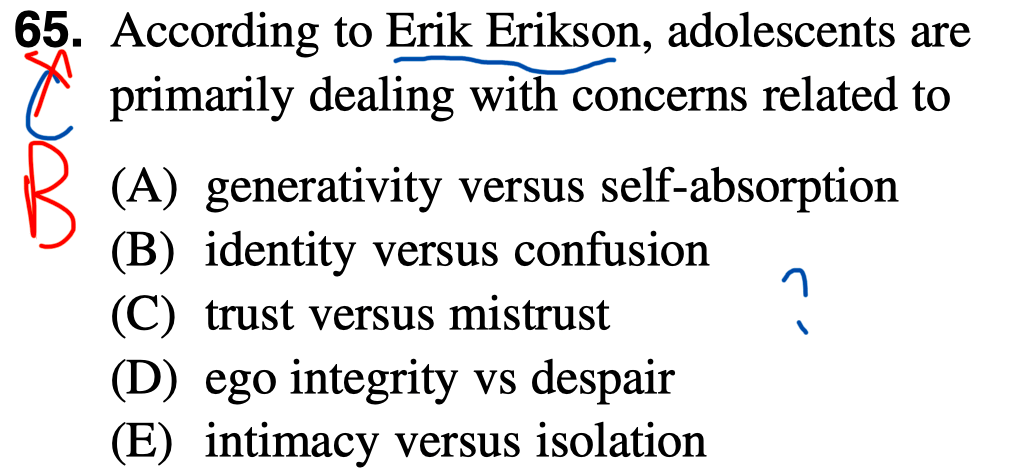 65. According to Erik Erikson, adolescents are
primarily dealing with concerns related to
C
B
(A) generativity versus self-absorption
(B) identity versus confusion
(C) trust versus mistrust
?
(D) ego integrity vs despair
(E) intimacy versus isolation